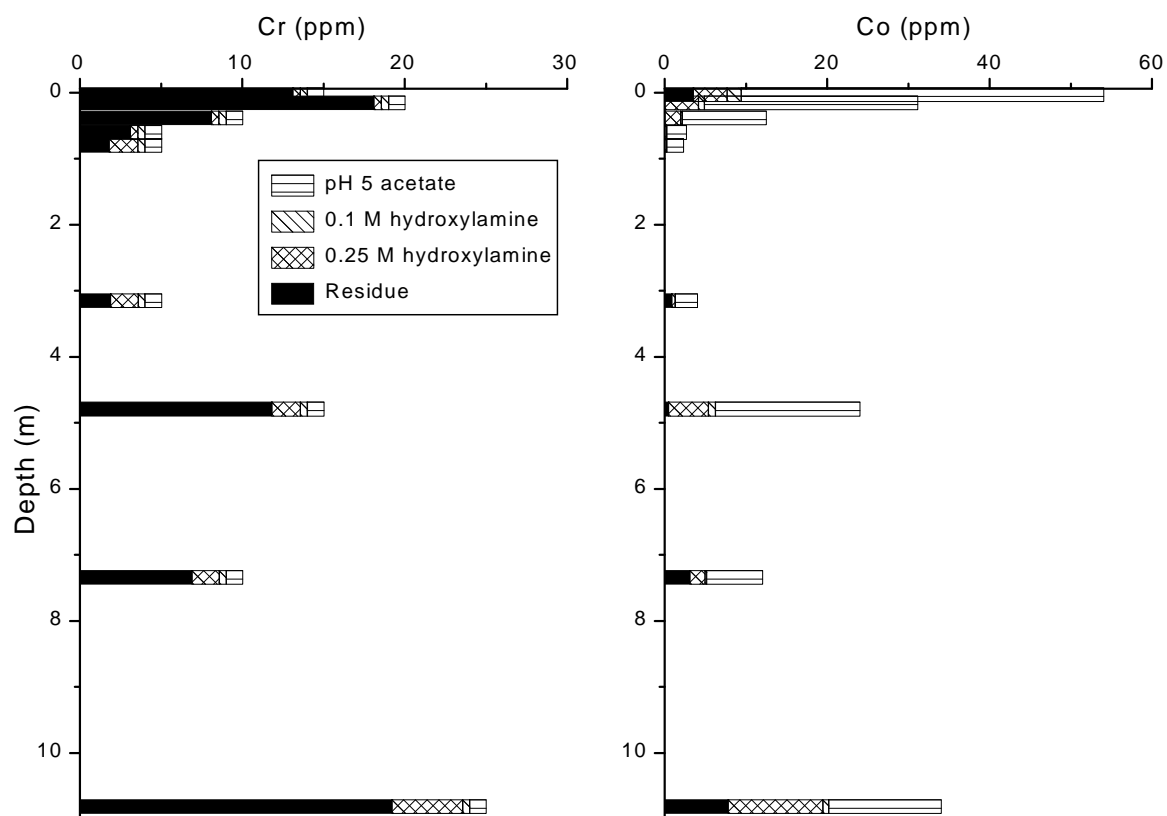 Cr (ppm)
0 10 20 30
Co (ppm)
0 20 40 60
0
2
4
6
8
10
Depth (m)
pH 5 acetate
0.1 M hydroxylamine
0.25 M hydroxylamine
Residue
0
2
4
6
8
10